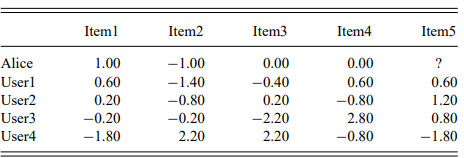 Item1 Item2 Item3 Item4 Item5
Alice 1.00 −1.00 0.00 0.00 ?
User1 0.60 −1.40 −0.40 0.60 0.60
User2 0.20 −0.80 0.20 −0.80 1.20
User3 −0.20 −0.20 −2.20 2.80 0.80
User4 −1.80 2.20 2.20 −0.80 −1.80